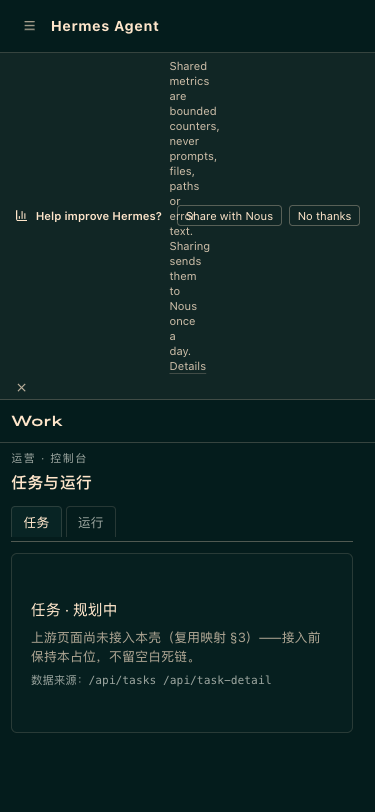 Hermes Agent
Shared
metrics
are
bounded
counters,
never
prompts,
files,
paths
or
error
text.
Sharing
sends
them
to
Nous
once
a
day.
Details
Help improve Hermes?
Share with Nous
No thanks
Work
运营 · 控制台
任务与运行
任务
运行
任务 · 规划中
上游页面尚未接入本壳（复用映射 §3）——接入前
保持本占位，不留空白死链。
数据来源: /api/tasks /api/task-detail